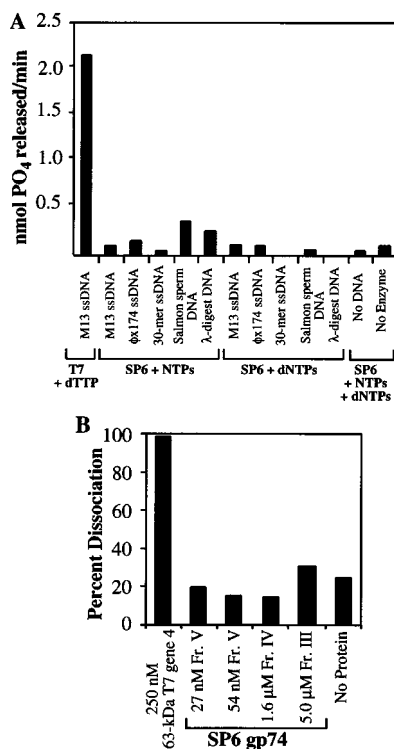 A
nmol PO4 released/min
2.5
2.0
1.5
1.0
0.5
M13 ssDNA
M13 ssDNA
φx174 ssDNA
30-mer ssDNA
Salmon sperm
DNA
λ-digest DNA
M13 ssDNA
φx174 ssDNA
30-mer ssDNA
Salmon sperm
DNA
λ-digest DNA
No DNA
No Enzyme
T7
+ dTTP
SP6 + NTPs
SP6 + dNTPs
SP6
+ NTPs
+ dNTPs
B
Percent Dissociation
100
80
60
40
20
0
250 nM
63-kDa T7 gene 4
27 nM Fr. V
54 nM Fr. V
1.6 μM Fr. IV
5.0 μM Fr. III
No Protein
SP6 gp74